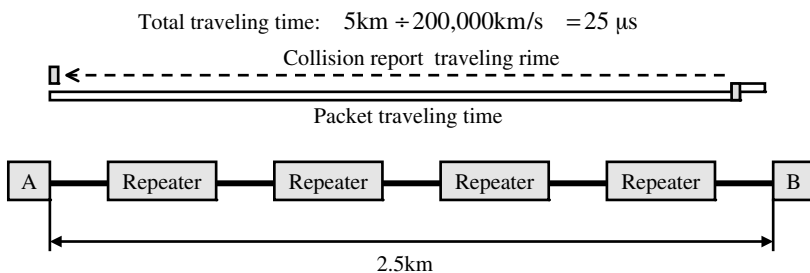 Total traveling time: 5km ÷200,000km/s =25 μs
Collision report traveling rime
Packet traveling time
A Repeater Repeater Repeater Repeater B
2.5km